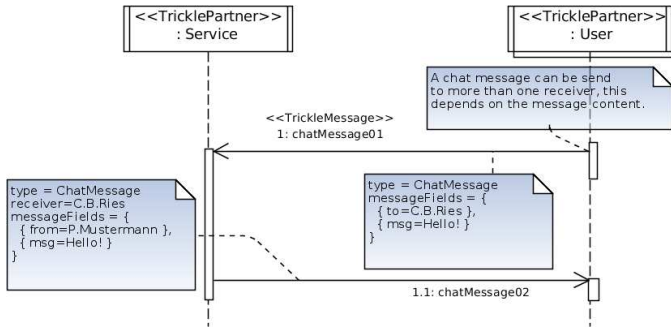 <<TricklePartner>>
: Service
<<TricklePartner>>
: User
A chat message can be send
to more than one receiver, this
depends on the message content.
<<TrickleMessage>>
1: chatMessage01
type = ChatMessage
receiver=C.B.Ries
messageFields = {
{ from=P.Mustermann },
{ msg=Hello! }
}
type = ChatMessage
messageFields = {
{ to=C.B.Ries },
{ msg=Hello! }
}
1.1: chatMessage02